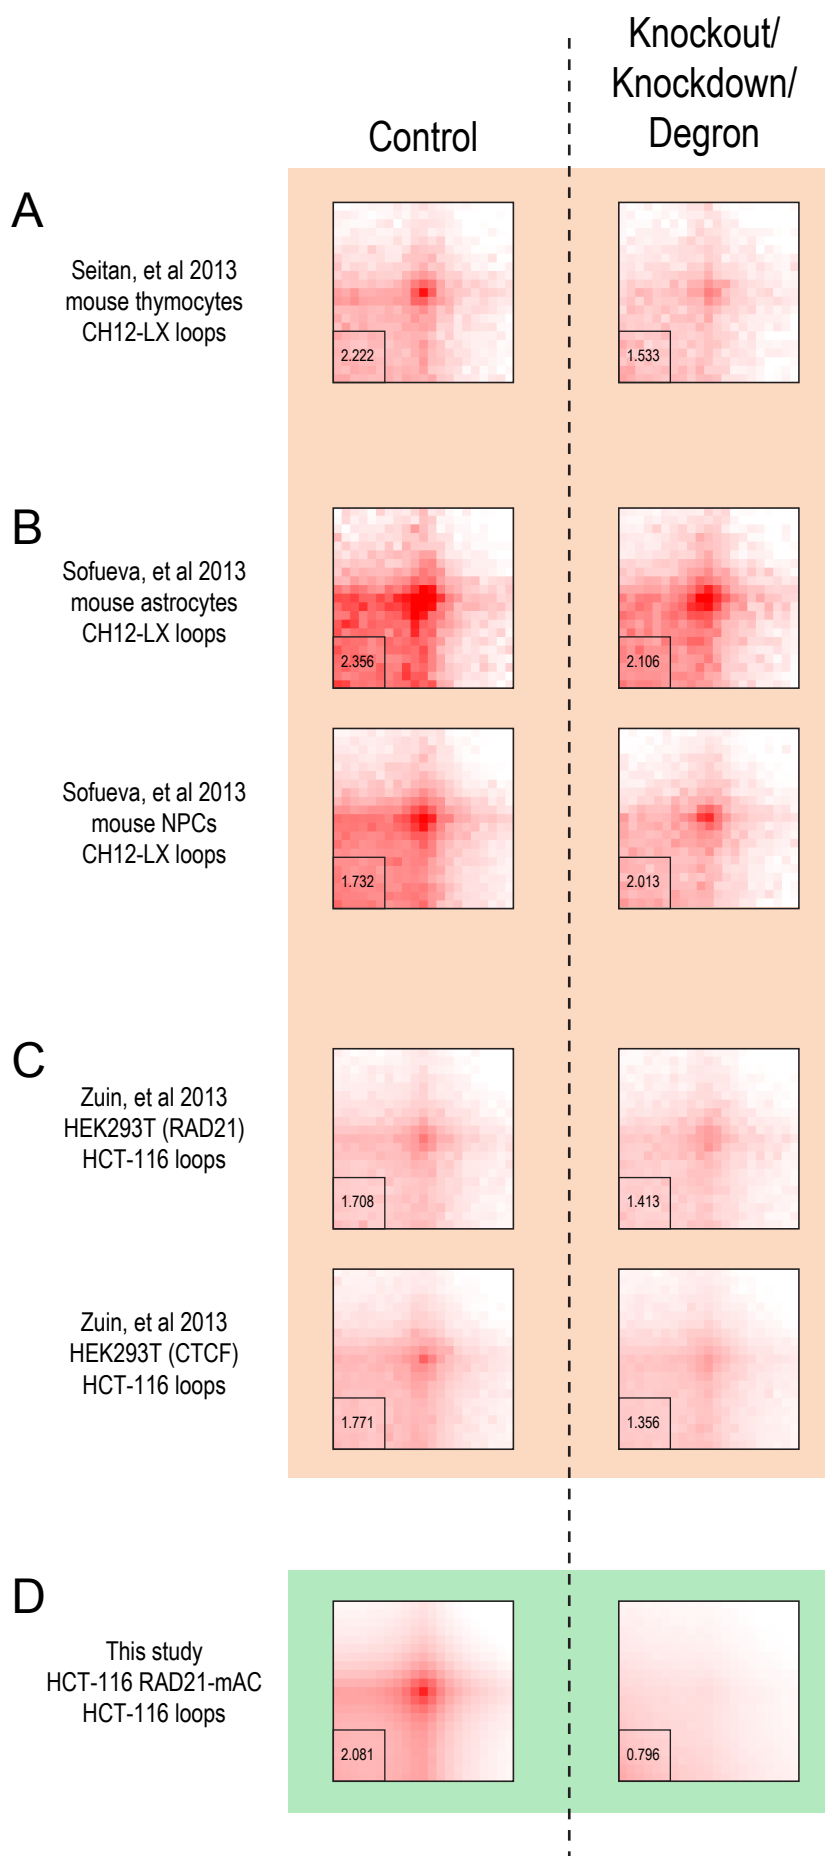 Control
Knockout/
Knockdown/
Degron
A
Seitan, et al 2013
mouse thymocytes
CH12-LX loops
2.222
1.533
B
Sofueva, et al 2013
mouse astrocytes
CH12-LX loops
2.356
2.106
Sofueva, et al 2013
mouse NPCs
CH12-LX loops
1.732
2.013
C
Zuin, et al 2013
HEK293T (RAD21)
HCT-116 loops
1.708
1.413
Zuin, et al 2013
HEK293T (CTCF)
HCT-116 loops
1.771
1.356
D
This study
HCT-116 RAD21-mAC
HCT-116 loops
2.081
0.796